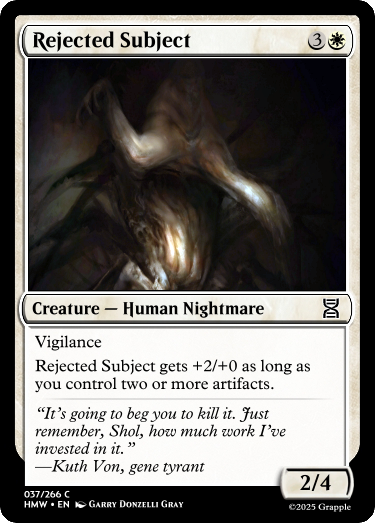 Rejected Subject 3
Creature — Human Nightmare
Vigilance
Rejected Subject gets +2/+0 as long as
you control two or more artifacts.
“It’s going to beg you to kill it. Just
remember, Shol, how much work I’ve
invested in it.”
—Kuth Von, gene tyrant
2/4
037/266 C
HMW • EN Garry Donzelli Gray
©2025 Grapple